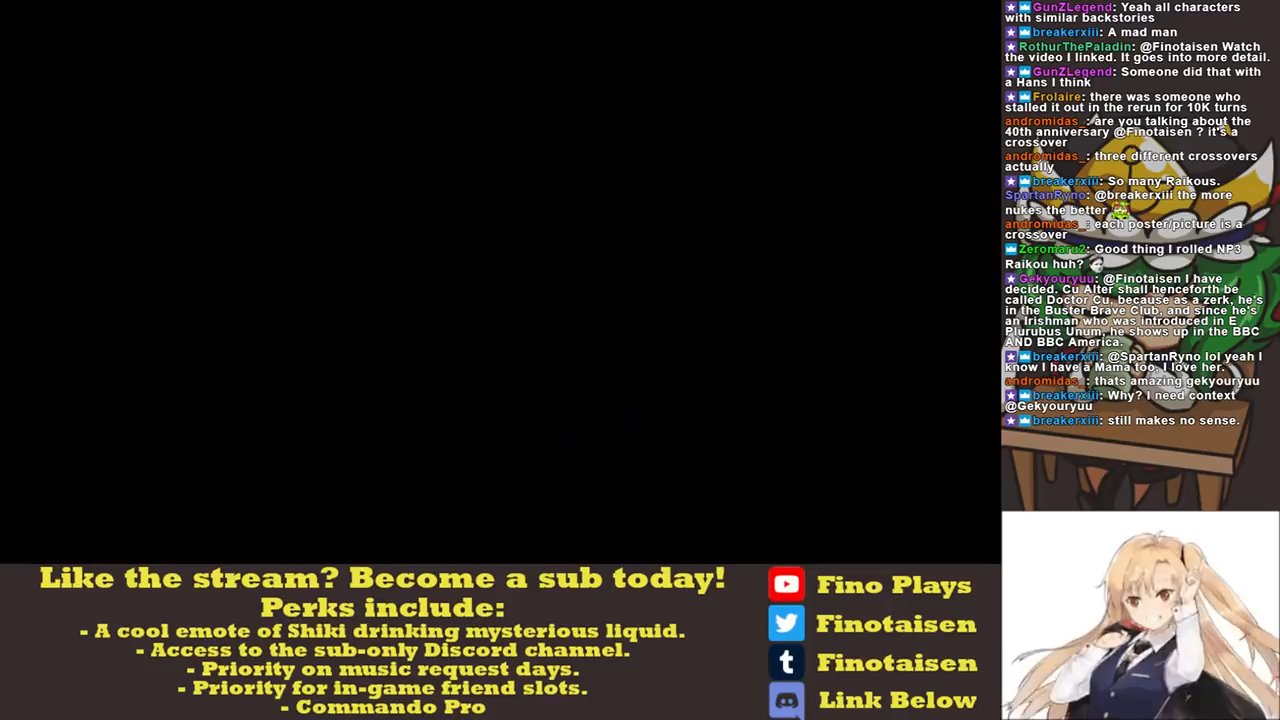 GunZLegend: Yeah all characters
with similar backstories
breakerxiii: A mad man
RothurThePaladin: @Finotaisen Watch
the video I linked. It goes into more detail.
GunZLegend: Someone did that with
a Hans I think
Frolaire: there was someone who
stalled it out in the rerun for 10K turns
andromidas_: are you talking about the
40th anniversary @Finotaisen ? it's a
crossover
andromidas_: three different crossovers
actually
breakerxiii: So many Raikous.
SpartanRyno: @breakerxiii the more
nukes the better
andromidas_: each poster/picture is a
crossover
Zeromaru2: Good thing I rolled NP3
Raikou huh?
Gekyouryuu: @Finotaisen I have
decided. Cu Alter shall henceforth be
called Doctor Cu, because as a zerk, he's
in the Buster Brave Club, and since he's
an Irishman who was introduced in E
Plurubus Unum, he shows up in the BBC
AND BBC America.
breakerxiii: @SpartanRyno lol yeah I
know I have a Mama too, I love her.
andromidas_: thats amazing gekyouryuu
breakerxiii: Why? I need context
@Gekyouryuu
breakerxiii: still makes no sense.
Like the stream? Become a sub today!
Perks include:
- A cool emote of Shiki drinking mysterious liquid.
- Access to the sub-only Discord channel.
- Priority on music request days.
- Priority for in-game friend slots.
- Commando Pro
Fino Plays
Finotaisen
t Finotaisen
Link Below